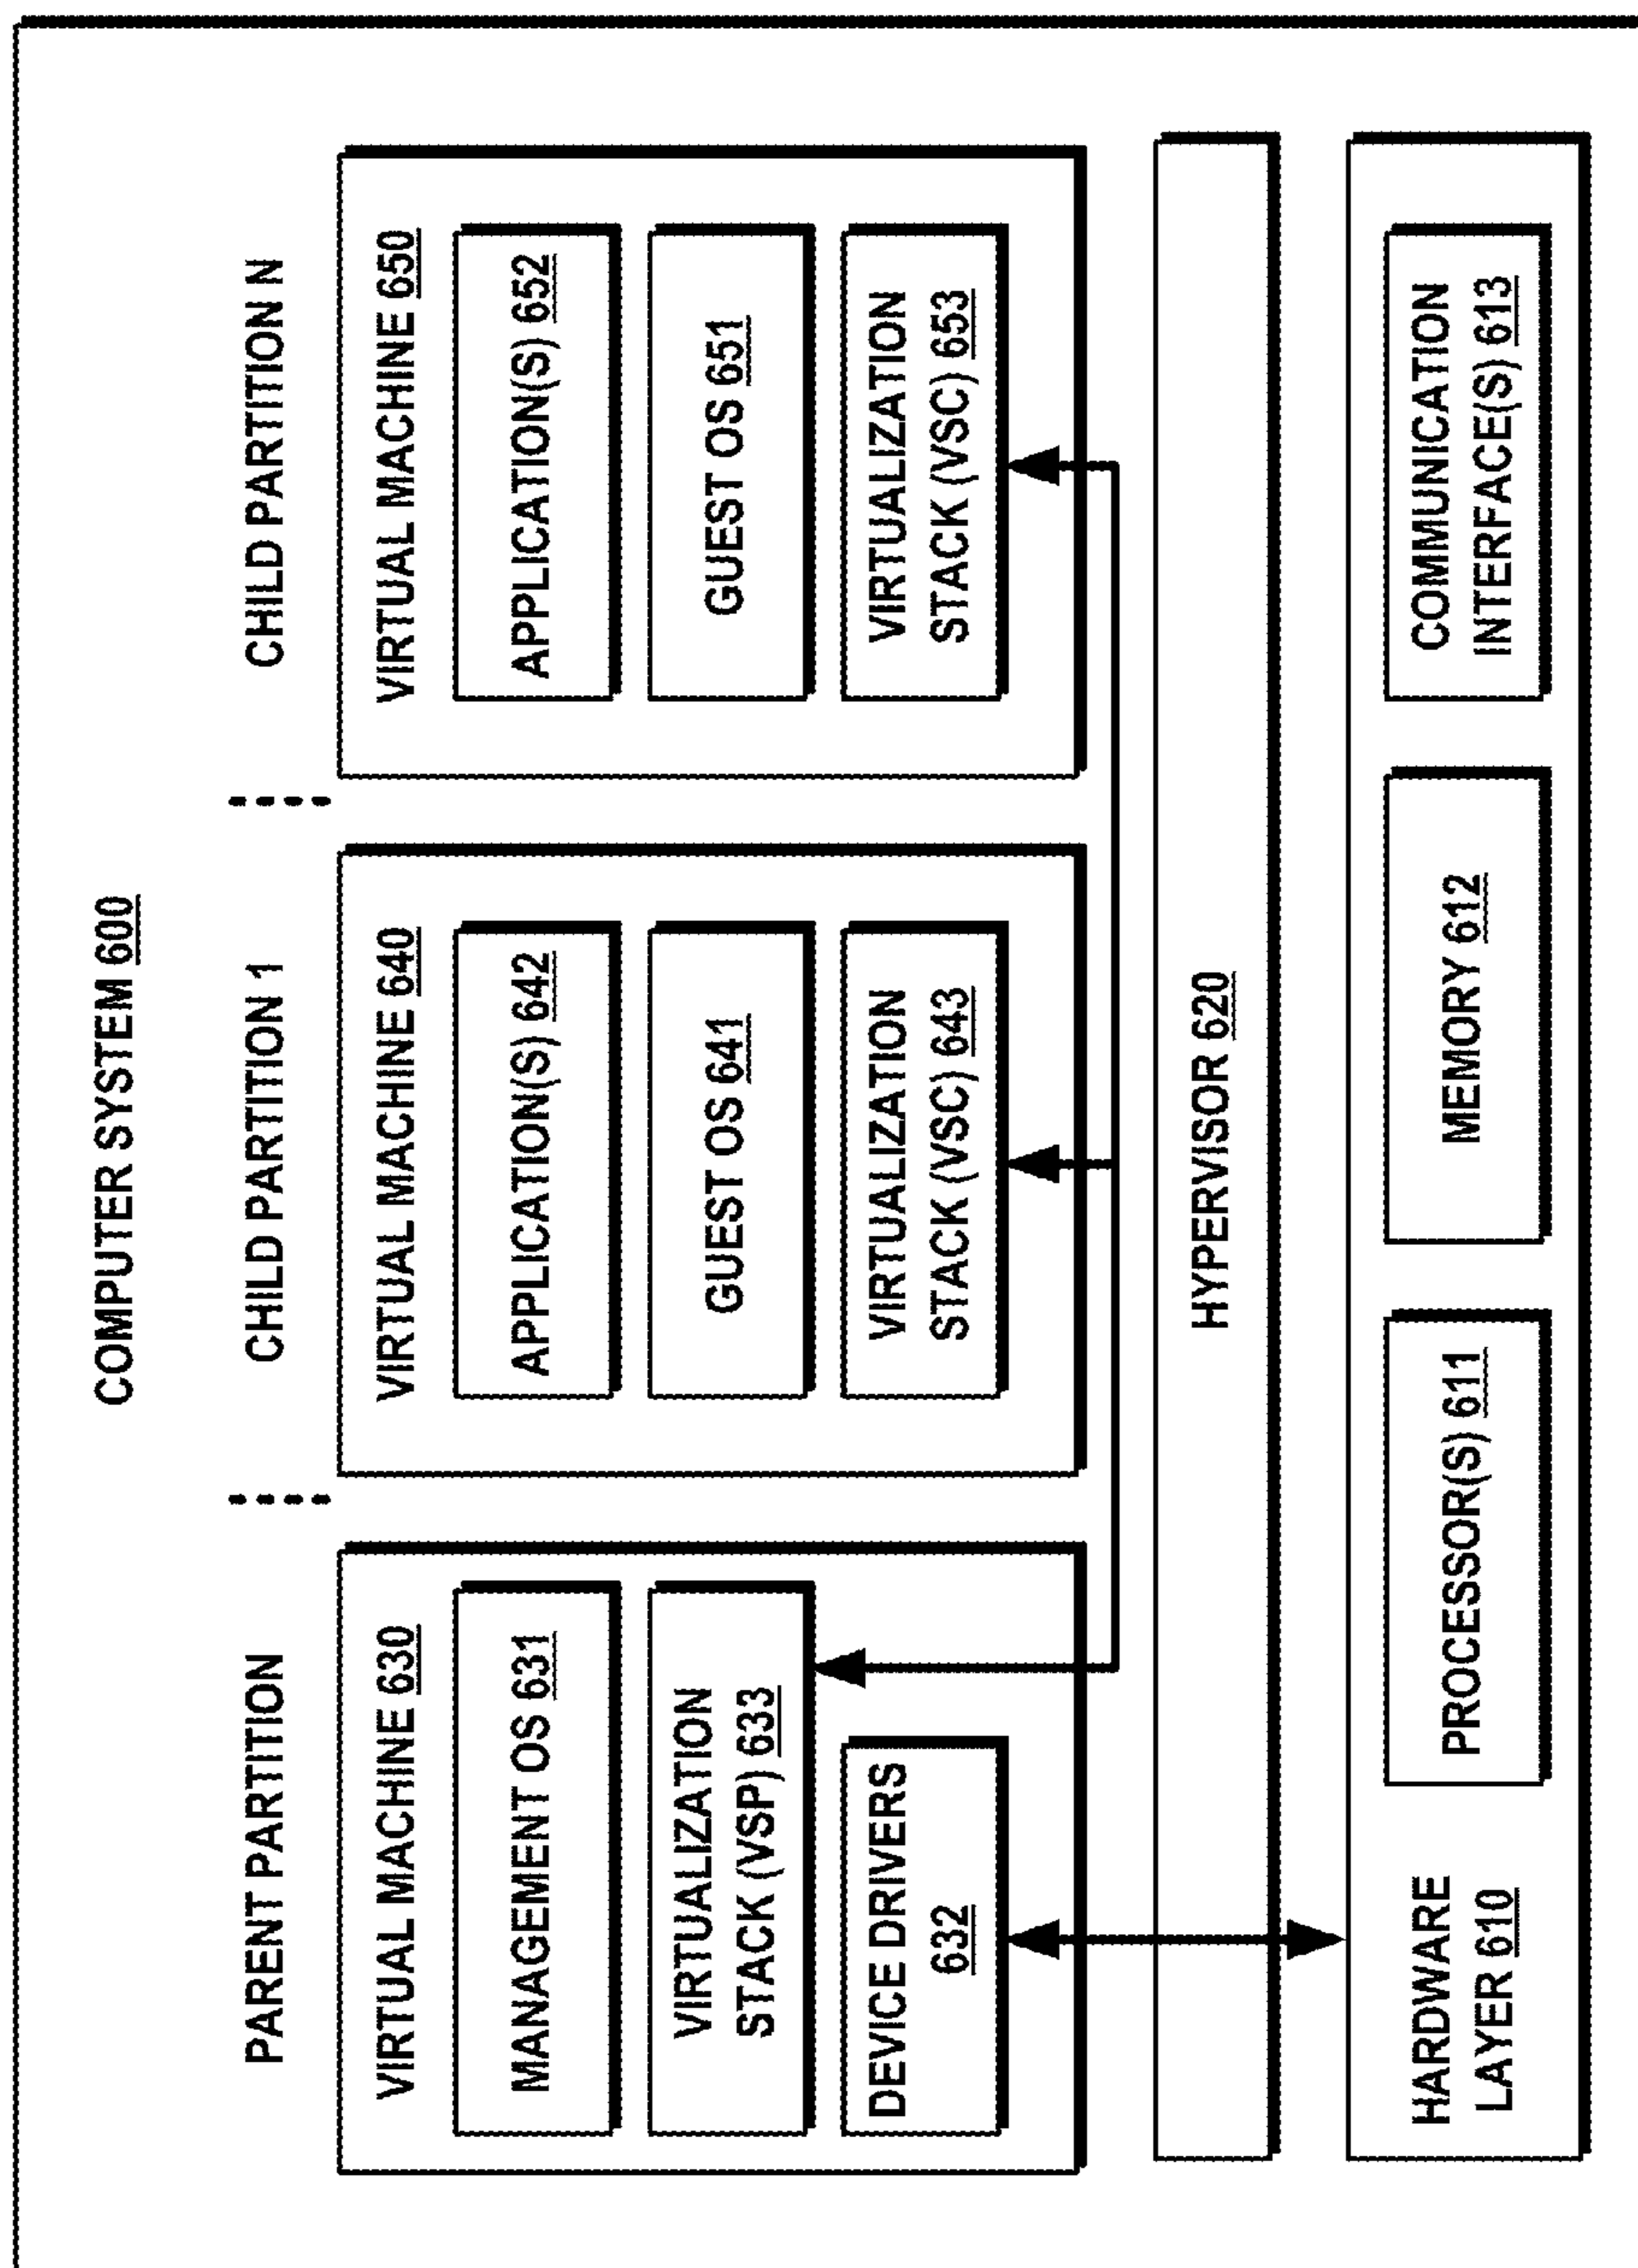 COMPUTER SYSTEM 600
PARENT PARTITION
VIRTUAL MACHINE 630
MANAGEMENT OS 631
VIRTUALIZATION
STACK (VSP) 633
DEVICE DRIVERS
632
CHILD PARTITION 1
VIRTUAL MACHINE 640
APPLICATION(S) 642
GUEST OS 641
VIRTUALIZATION
STACK (VSC) 643
CHILD PARTITION N
VIRTUAL MACHINE 650
APPLICATION(S) 652
GUEST OS 651
VIRTUALIZATION
STACK (VSC) 653
HYPERVISOR 620
HARDWARE
LAYER 610
PROCESSOR(S) 611
MEMORY 612
COMMUNICATION
INTERFACE(S) 613